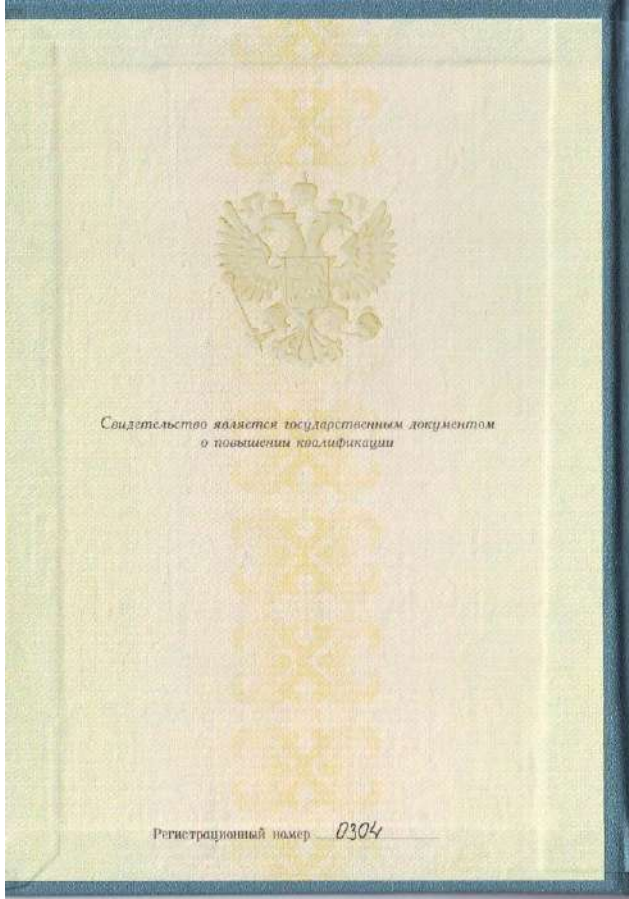 Свидетельство является государственным документом
о повышении квалификации
Регистрационный номер 0304